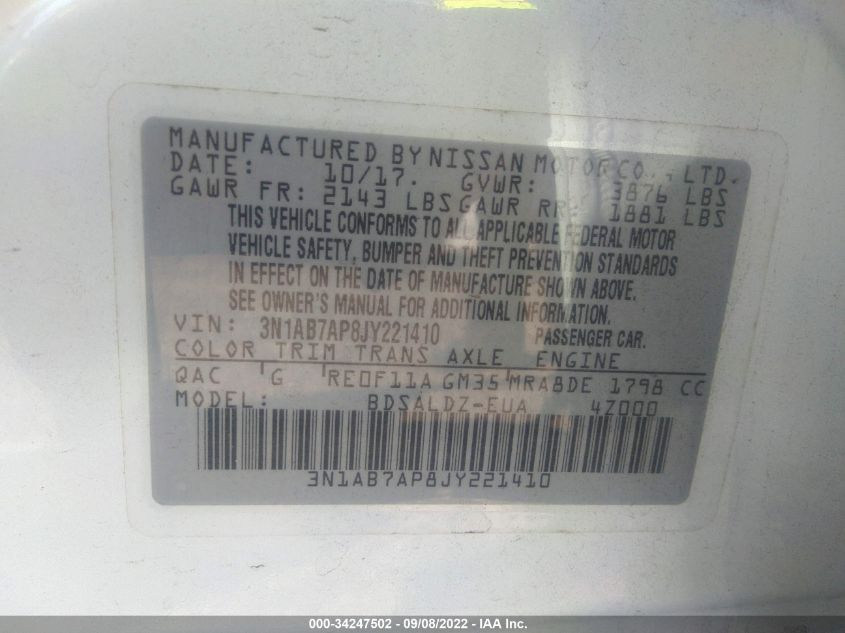 MANUFACTURED BY NISSAN MOTOR CO., LTD.
DATE: 10/17. GVWR: 3876 LBS
GAWR FR: 2143 LBS GAWR RR: 1881 LBS
THIS VEHICLE CONFORMS TO ALL APPLICABLE FEDERAL MOTOR
VEHICLE SAFETY, BUMPER AND THEFT PREVENTION STANDARDS
IN EFFECT ON THE DATE OF MANUFACTURE SHOWN ABOVE.
SEE OWNER'S MANUAL FOR ADDITIONAL INFORMATION.
VIN: 3N1AB7AP8JY221410 PASSENGER CAR.
COLOR TRIM TRANS AXLE ENGINE
QAC G RE0F11A GM35 MRA8DE 1798 CC
MODEL: BDSALDZ-EUA 4Z000
3N1AB7AP8JY221410
000-34247502 - 09/08/2022 - IAA Inc.